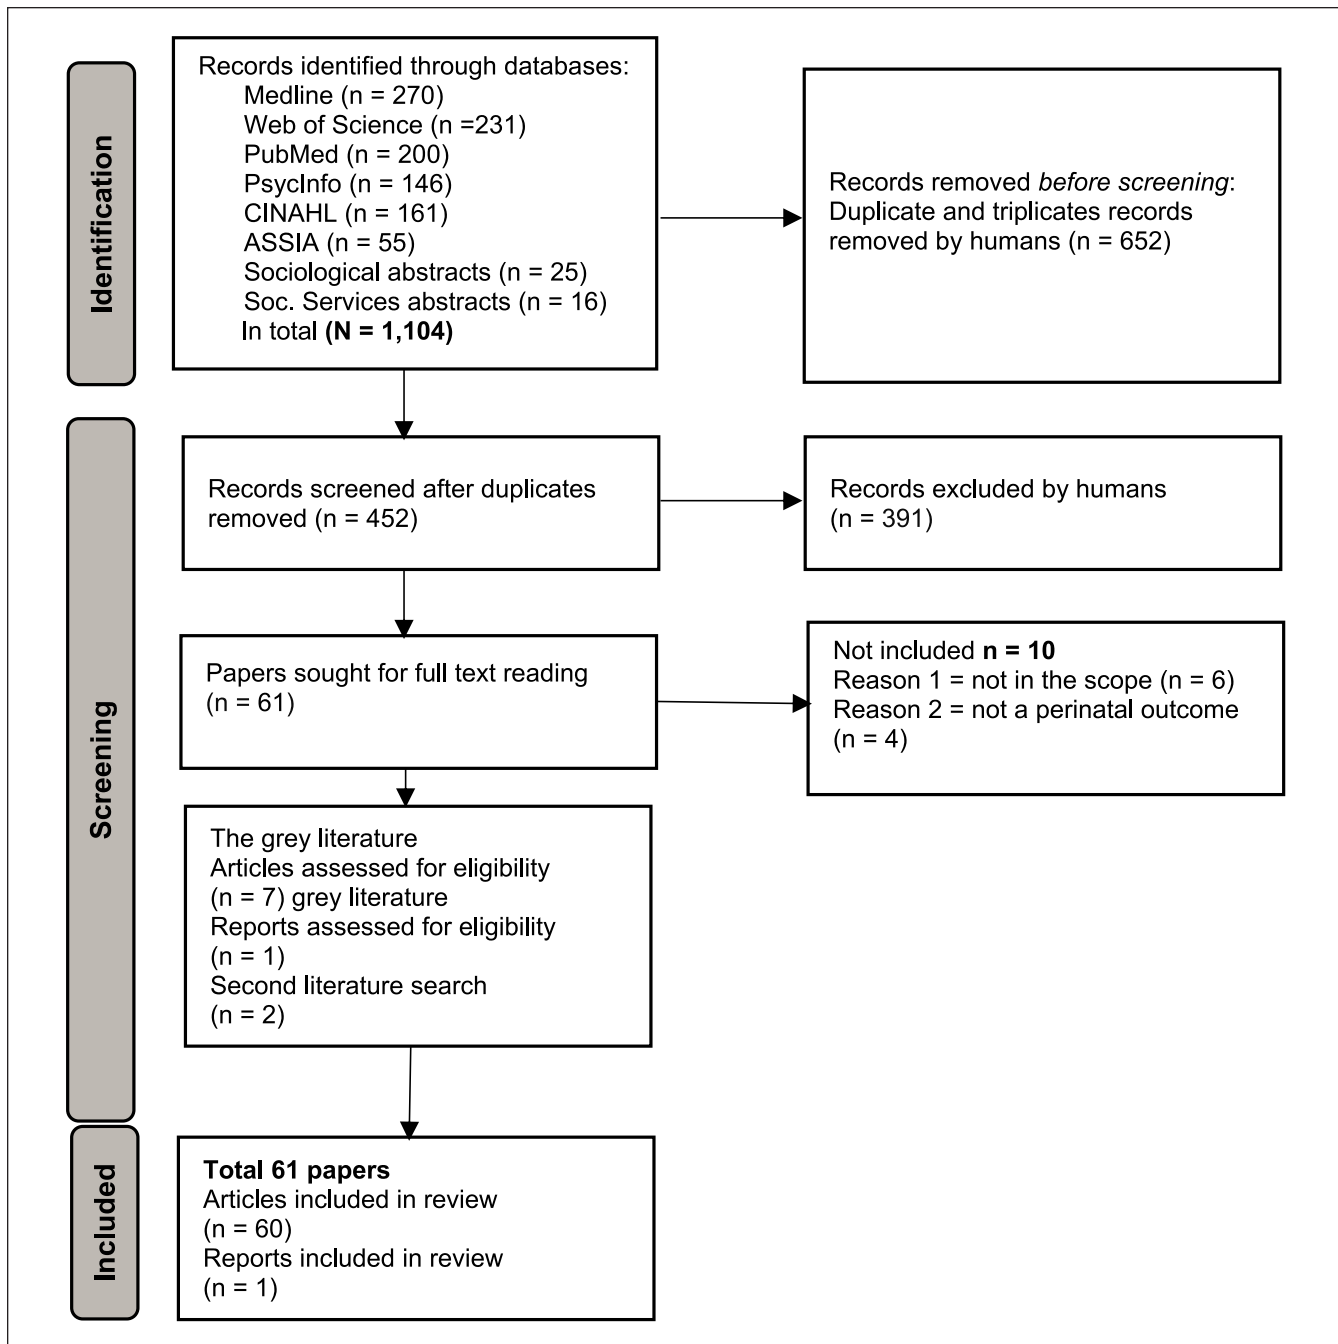 Identification
Records identified through databases:
Medline (n = 270)
Web of Science (n =231)
PubMed (n = 200)
PsycInfo (n = 146)
CINAHL (n = 161)
ASSIA (n = 55)
Sociological abstracts (n = 25)
Soc. Services abstracts (n = 16)
In total (N = 1,104)
Records removed before screening:
Duplicate and triplicates records
removed by humans (n = 652)
Screening
Records screened after duplicates
removed (n = 452)
Records excluded by humans
(n = 391)
Papers sought for full text reading
(n = 61)
Not included n = 10
Reason 1 = not in the scope (n = 6)
Reason 2 = not a perinatal outcome
(n = 4)
The grey literature
Articles assessed for eligibility
(n = 7) grey literature
Reports assessed for eligibility
(n = 1)
Second literature search
(n = 2)
Included
Total 61 papers
Articles included in review
(n = 60)
Reports included in review
(n = 1)